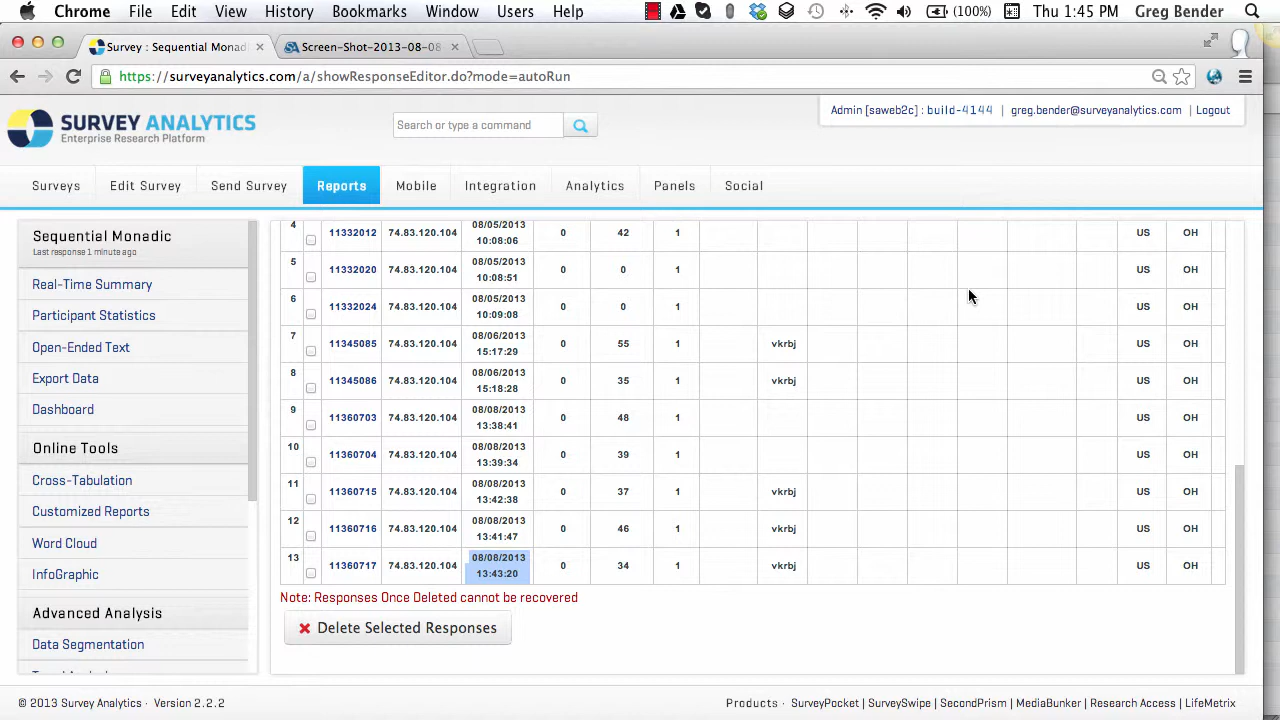 Chrome File Edit View History Bookmarks Window Users Help (100%) Thu 1:45 PM Greg Bender
Survey : Sequential Monadi Screen-Shot-2013-08-08
https://surveyanalytics.com/a/showResponseEditor.do?mode=autoRun
Admin [saweb2c] : build-4144 | greg.bender@surveyanalytics.com | Logout
SURVEY ANALYTICS
Enterprise Research Platform
Search or type a command
Surveys Edit Survey Send Survey Reports Mobile Integration Analytics Panels Social
Sequential Monadic
Last response 1 minute ago
Real-Time Summary
Participant Statistics
Open-Ended Text
Export Data
Dashboard
Online Tools
Cross-Tabulation
Customized Reports
Word Cloud
InfoGraphic
Advanced Analysis
Data Segmentation
4 11332012 74.83.120.104 08/05/2013 10:08:06 0 42 1 US OH
5 11332020 74.83.120.104 08/05/2013 10:08:51 0 0 1 US OH
6 11332024 74.83.120.104 08/05/2013 10:09:08 0 0 1 US OH
7 11345085 74.83.120.104 08/06/2013 15:17:29 0 55 1 vkrbj US OH
8 11345086 74.83.120.104 08/06/2013 15:18:28 0 35 1 vkrbj US OH
9 11360703 74.83.120.104 08/08/2013 13:38:41 0 48 1 US OH
10 11360704 74.83.120.104 08/08/2013 13:39:34 0 39 1 US OH
11 11360715 74.83.120.104 08/08/2013 13:42:38 0 37 1 vkrbj US OH
12 11360716 74.83.120.104 08/08/2013 13:41:47 0 46 1 vkrbj US OH
13 11360717 74.83.120.104 08/08/2013 13:43:20 0 34 1 vkrbj US OH
Note: Responses Once Deleted cannot be recovered
Delete Selected Responses
© 2013 Survey Analytics - Version 2.2.2
Products : SurveyPocket | SurveySwipe | SecondPrism | MediaBunker | Research Access | LifeMetrix